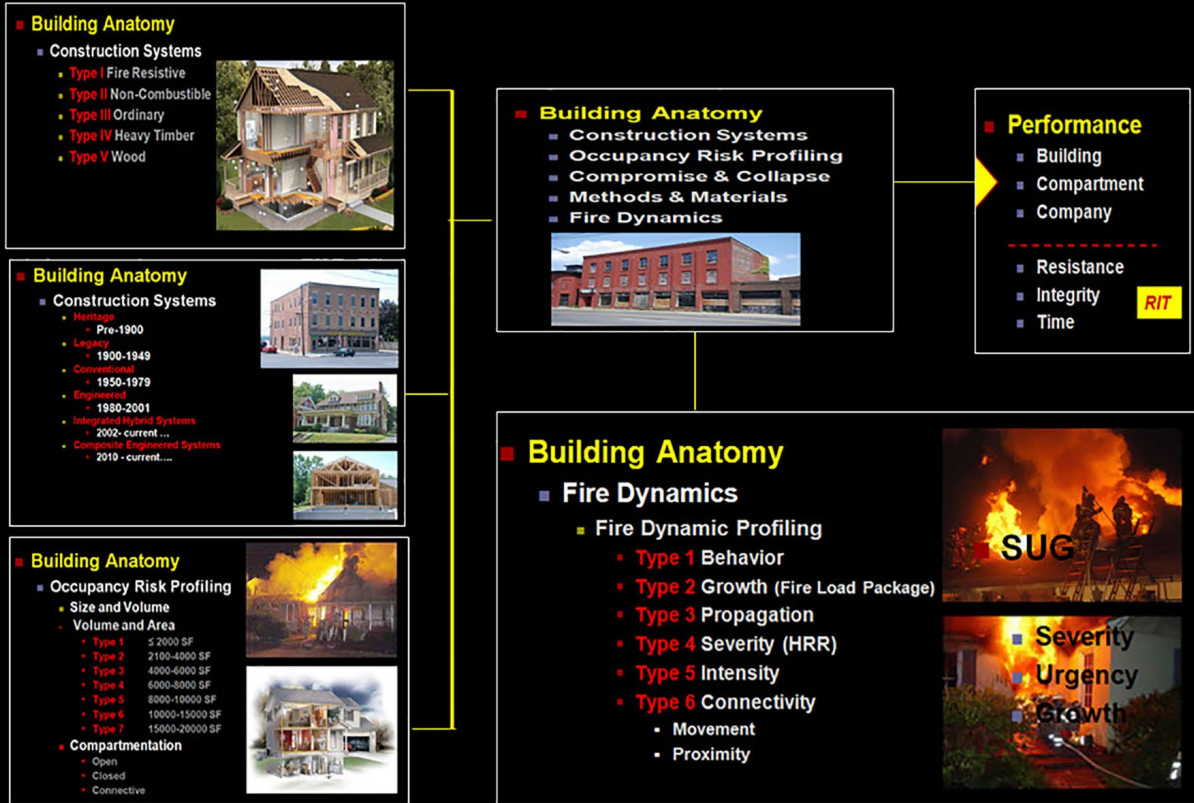 Building Anatomy
Construction Systems
Type I Fire Resistive
Type II Non-Combustible
Type III Ordinary
Type IV Heavy Timber
Type V Wood
Building Anatomy
Construction Systems
Heritage
Pre-1900
Legacy
1900-1949
Conventional
1950-1979
Engineered
1980-2001
Integrated Hybrid Systems
2002- current ...
Composite Engineered Systems
2010 - current....
Building Anatomy
Occupancy Risk Profiling
Size and Volume
Volume and Area
Type 1 ≤ 2000 SF
Type 2 2100-4000 SF
Type 3 4000-6000 SF
Type 4 6000-8000 SF
Type 5 8000-10000 SF
Type 6 10000-15000 SF
Type 7 15000-20000 SF
Compartmentation
Open
Closed
Connective
Building Anatomy
Construction Systems
Occupancy Risk Profiling
Compromise & Collapse
Methods & Materials
Fire Dynamics
Performance
Building
Compartment
Company
Resistance
Integrity
Time
RIT
Building Anatomy
Fire Dynamics
Fire Dynamic Profiling
Type 1 Behavior
Type 2 Growth (Fire Load Package)
Type 3 Propagation
Type 4 Severity (HRR)
Type 5 Intensity
Type 6 Connectivity
Movement
Proximity
SUG
Severity
Urgency
Growth